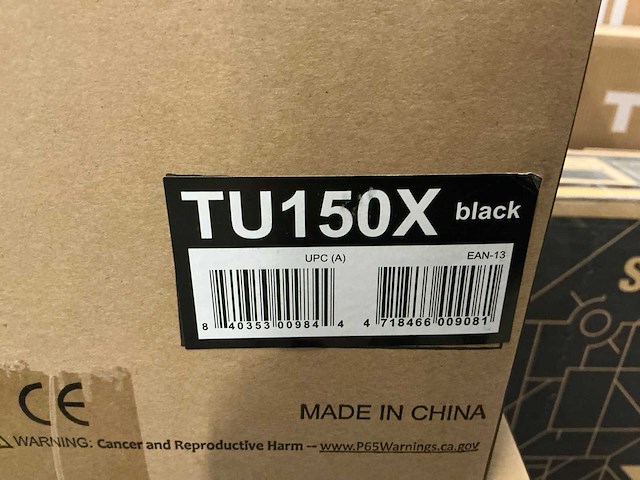 TU150X black
UPC (A)
EAN-13
8 40353 00984 4
4 718466 009081
CE
MADE IN CHINA
WARNING: Cancer and Reproductive Harm -- www.P65Warnings.ca.gov
T
S